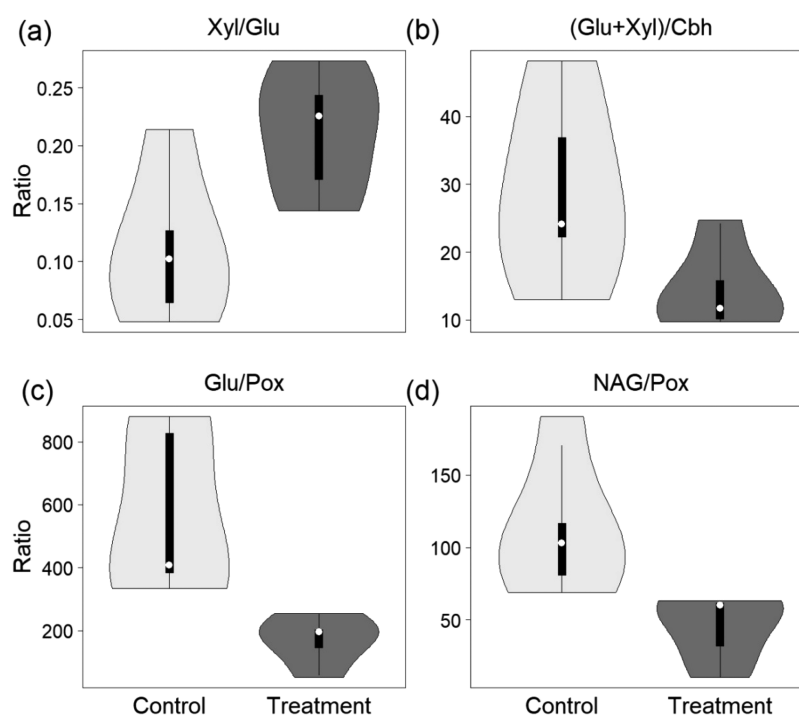 (a) Xyl/Glu
(b) (Glu+Xyl)/Cbh
Ratio
0.25
0.20
0.15
0.10
0.05
40
30
20
10
(c) Glu/Pox
(d) NAG/Pox
Ratio
800
600
400
200
150
100
50
Control Treatment
Control Treatment